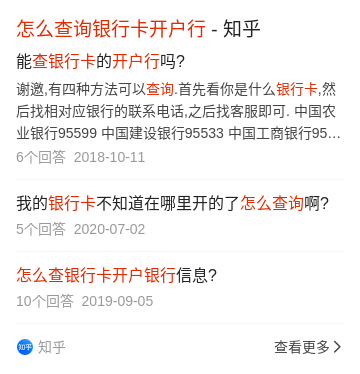 怎么查询银行卡开户行 - 知乎
能查银行卡的开户行吗?
谢邀,有四种方法可以查询.首先看你是什么银行卡,然
后找相对应银行的联系电话,之后找客服即可. 中国农
业银行95599 中国建设银行95533 中国工商银行95...
6个回答 2018-10-11
我的银行卡不知道在哪里开的了怎么查询啊?
5个回答 2020-07-02
怎么查银行卡开户银行信息?
10个回答 2019-09-05
知乎 知乎 查看更多